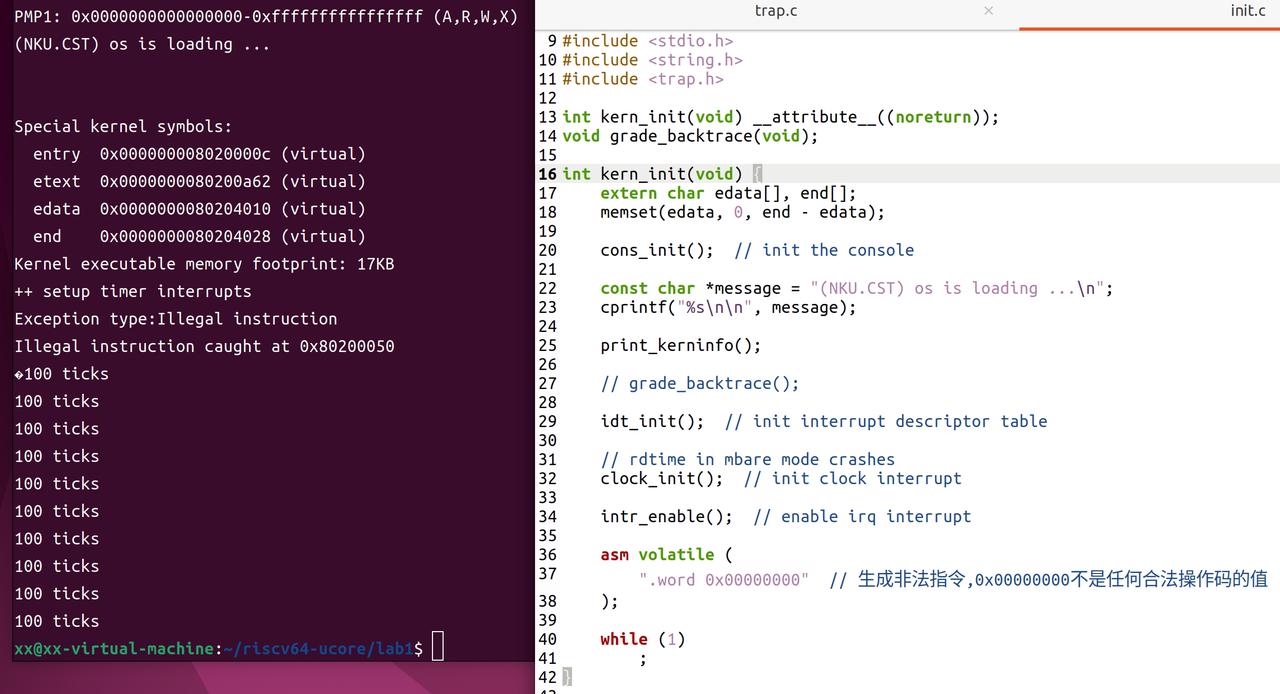 PMP1: 0x0000000000000000-0xffffffffffffffff (A,R,W,X)
(NKU.CST) os is loading ...
Special kernel symbols:
  entry  0x000000008020000c (virtual)
  etext  0x0000000080200a62 (virtual)
  edata  0x0000000080204010 (virtual)
  end    0x0000000080204028 (virtual)
Kernel executable memory footprint: 17KB
++ setup timer interrupts
Exception type:Illegal instruction
Illegal instruction caught at 0x80200050
�100 ticks
100 ticks
100 ticks
100 ticks
100 ticks
100 ticks
100 ticks
100 ticks
100 ticks
100 ticks
xx@xx-virtual-machine:~/riscv64-ucore/lab1$
trap.c × init.c
9 #include <stdio.h>
10 #include <string.h>
11 #include <trap.h>
12
13 int kern_init(void) __attribute__((noreturn));
14 void grade_backtrace(void);
15
16 int kern_init(void) {
17     extern char edata[], end[];
18     memset(edata, 0, end - edata);
19
20     cons_init();  // init the console
21
22     const char *message = "(NKU.CST) os is loading ...\n";
23     cprintf("%s\n\n", message);
24
25     print_kerninfo();
26
27     // grade_backtrace();
28
29     idt_init();  // init interrupt descriptor table
30
31     // rdtime in mbare mode crashes
32     clock_init();  // init clock interrupt
33
34     intr_enable();  // enable irq interrupt
35
36     asm volatile (
37         ".word 0x00000000"  // 生成非法指令,0x00000000不是任何合法操作码的值
38     );
39
40     while (1)
41         ;
42 }